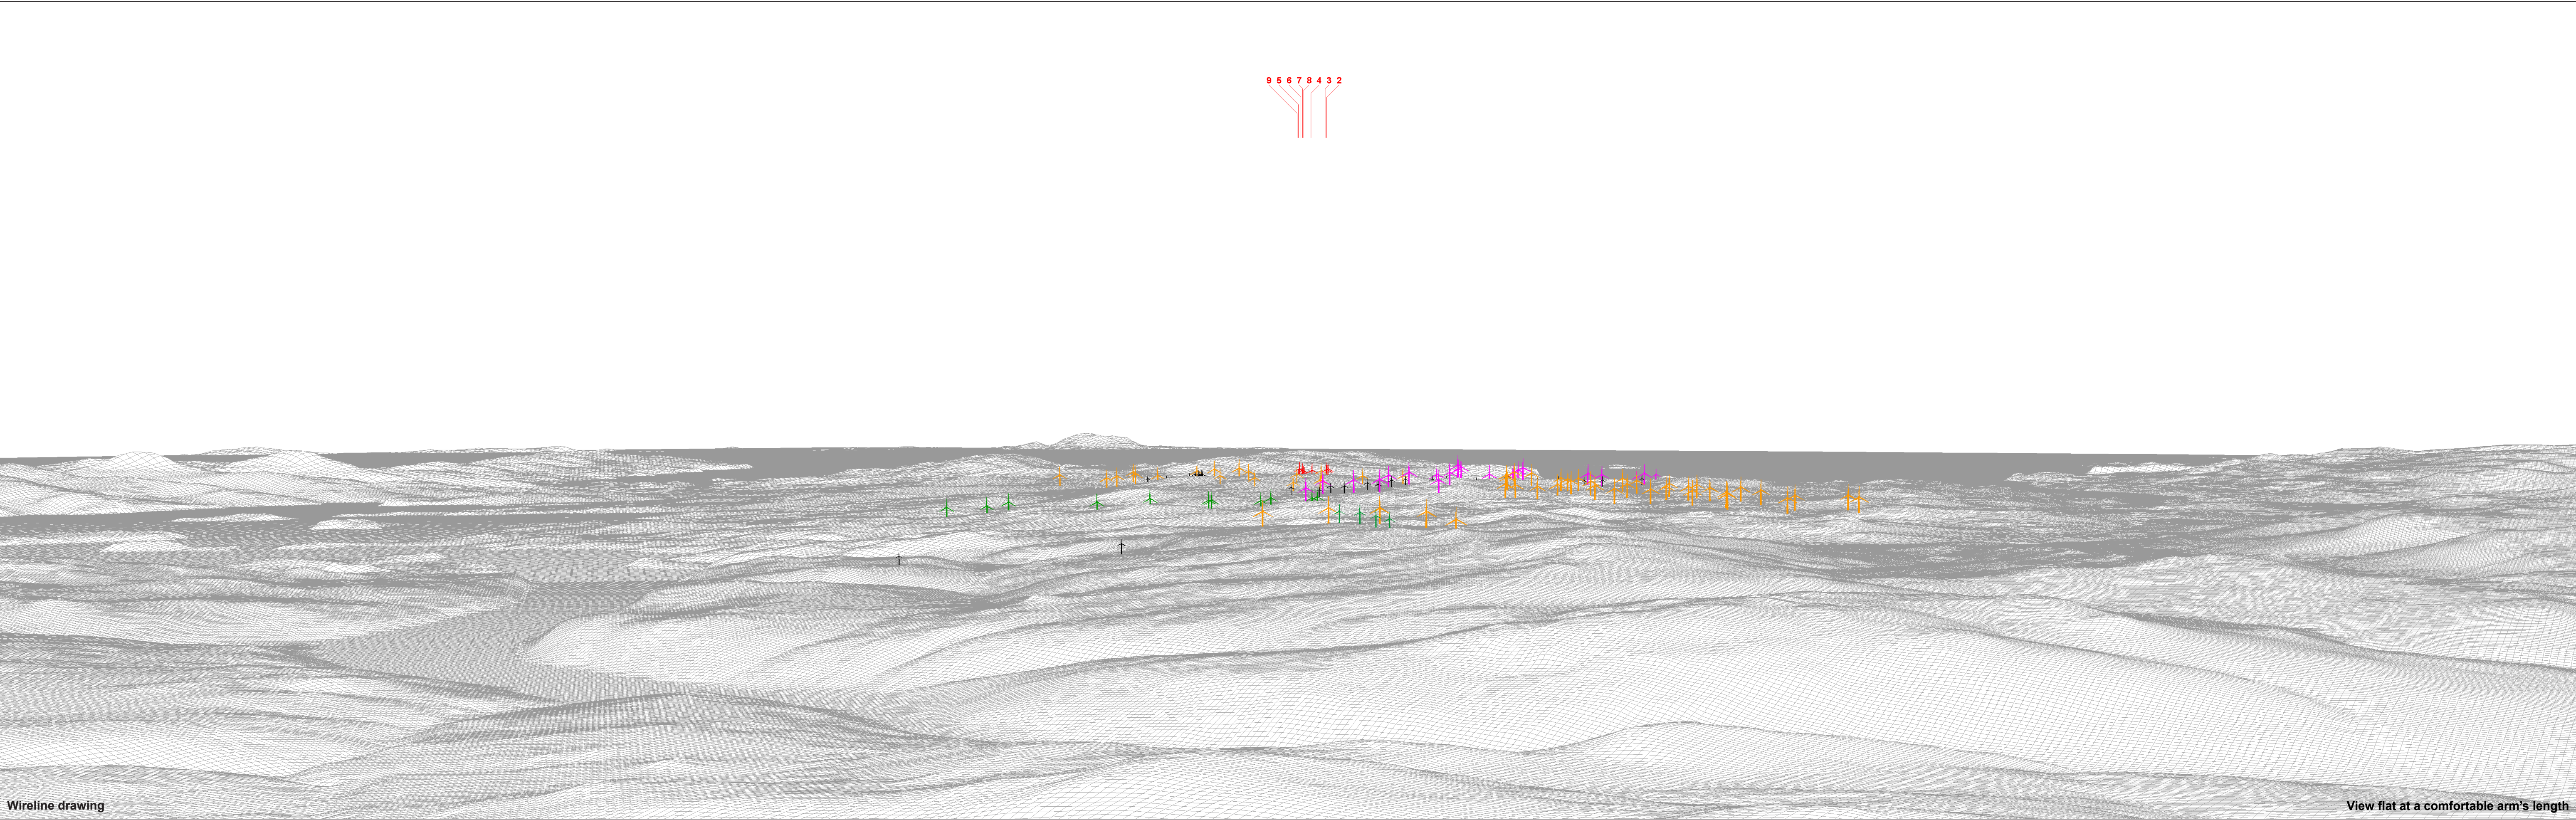 9 5 6 7 8 4 3 2
Wireline drawing
View flat at a comfortable arm's length